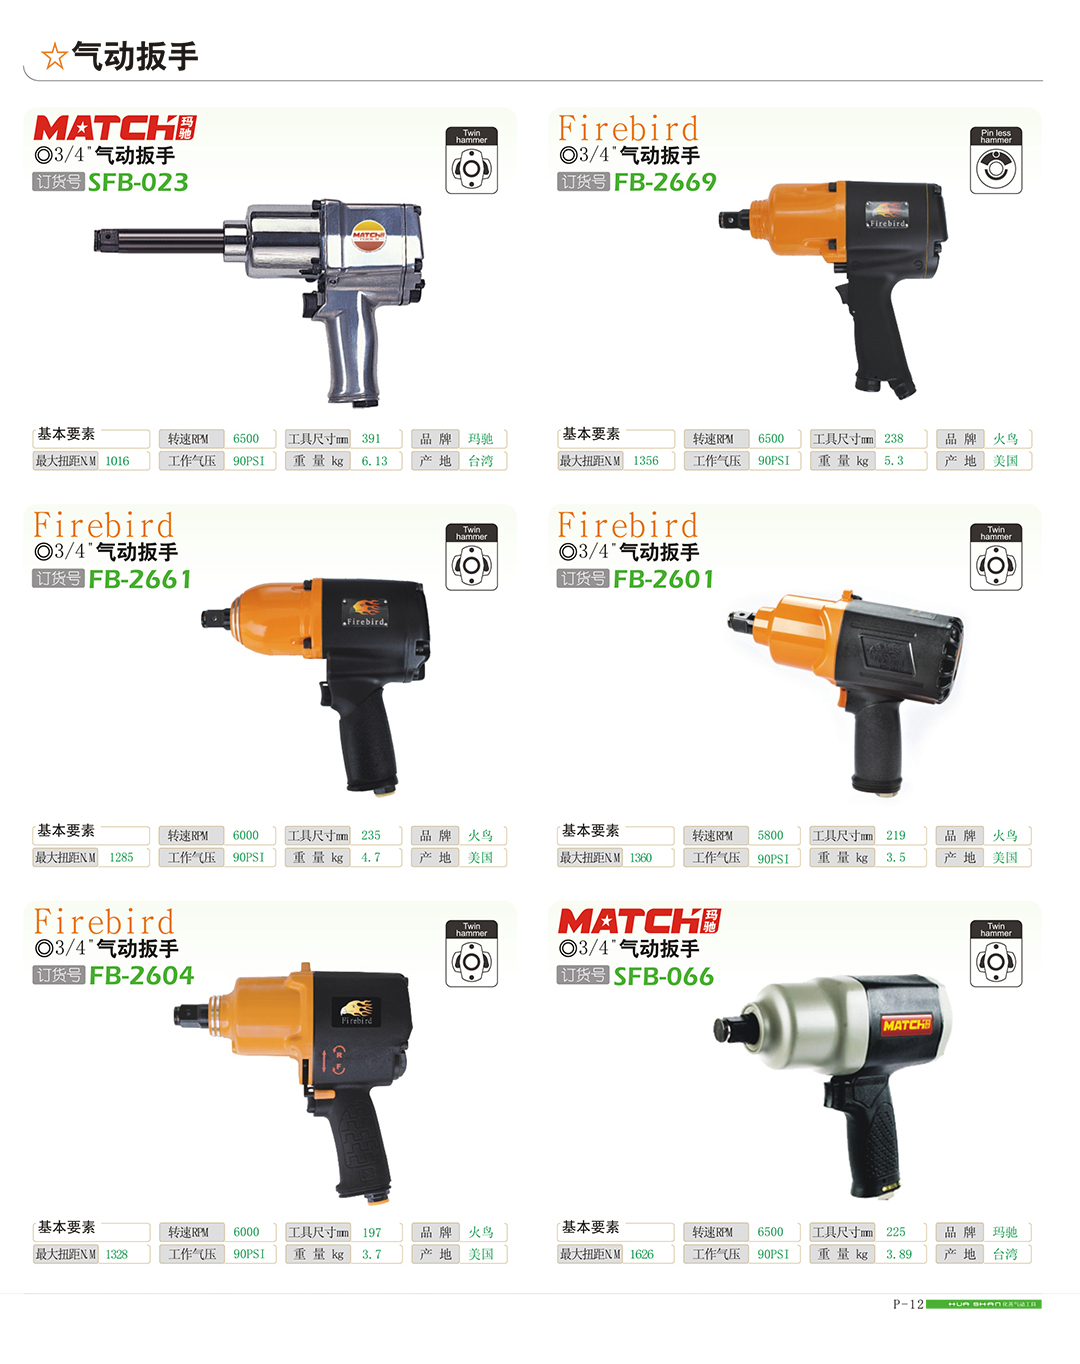 ☆气动扳手
MATCH 玛驰
◎3/4"气动扳手
订货号 SFB-023
Twin hammer
MATCH
基本要素 转速RPM 6500 工具尺寸mm 391 品 牌 玛驰
最大扭距N.M 1016 工作气压 90PSI 重 量 kg 6.13 产 地 台湾
Firebird
◎3/4"气动扳手
订货号 FB-2669
Pin less hammer
Firebird
基本要素 转速RPM 6500 工具尺寸mm 238 品 牌 火鸟
最大扭距N.M 1356 工作气压 90PSI 重 量 kg 5.3 产 地 美国
Firebird
◎3/4"气动扳手
订货号 FB-2661
Twin hammer
Firebird
基本要素 转速RPM 6000 工具尺寸mm 235 品 牌 火鸟
最大扭距N.M 1285 工作气压 90PSI 重 量 kg 4.7 产 地 美国
Firebird
◎3/4"气动扳手
订货号 FB-2601
Twin hammer
基本要素 转速RPM 5800 工具尺寸mm 219 品 牌 火鸟
最大扭距N.M 1360 工作气压 90PSI 重 量 kg 3.5 产 地 美国
Firebird
◎3/4"气动扳手
订货号 FB-2604
Twin hammer
Firebird
R
F
基本要素 转速RPM 6000 工具尺寸mm 197 品 牌 火鸟
最大扭距N.M 1328 工作气压 90PSI 重 量 kg 3.7 产 地 美国
MATCH 玛驰
◎3/4"气动扳手
订货号 SFB-066
Twin hammer
MATCH
基本要素 转速RPM 6500 工具尺寸mm 225 品 牌 玛驰
最大扭距N.M 1626 工作气压 90PSI 重 量 kg 3.89 产 地 台湾
P-12 HUA SHAN 气动工具